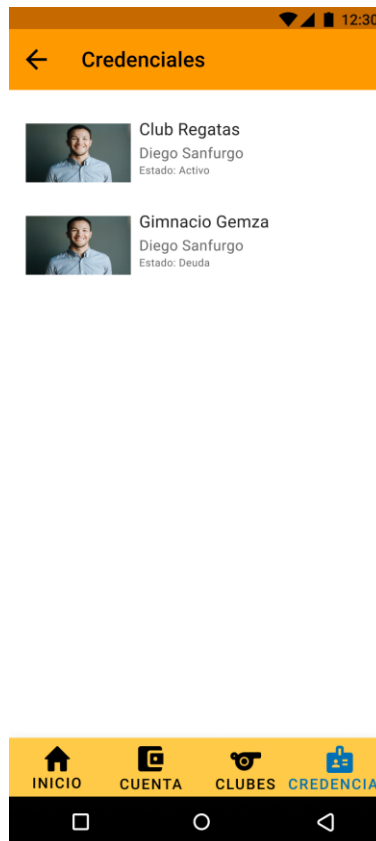 12:30
Credenciales
Club Regatas
Diego Sanfurgo
Estado: Activo
Gimnacio Gemza
Diego Sanfurgo
Estado: Deuda
INICIO CUENTA CLUBES CREDENCIA